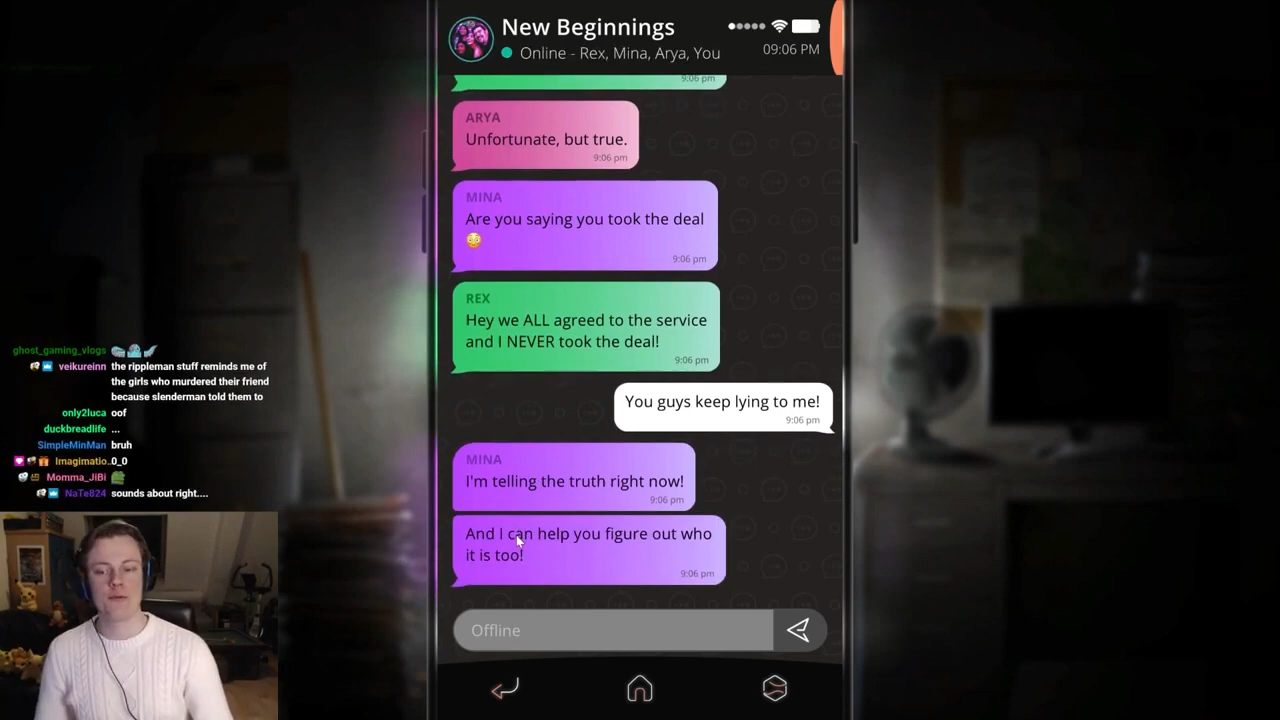 New Beginnings
Online - Rex, Mina, Arya, You
09:06 PM
9:06 pm
ARYA
Unfortunate, but true.
9:06 pm
MINA
Are you saying you took the deal
😳
9:06 pm
REX
Hey we ALL agreed to the service
and I NEVER took the deal!
9:06 pm
You guys keep lying to me!
9:06 pm
MINA
I'm telling the truth right now!
9:06 pm
And I can help you figure out who
it is too!
9:06 pm
Offline
ghost_gaming_vlogs
veikureinn the rippleman stuff reminds me of
the girls who murdered their friend
because slenderman told them to
only2luca oof
duckbreadlife ...
SimpleMinMan bruh
Imagimatio.. 0_0
Momma_JiBi
NaTe824 sounds about right....